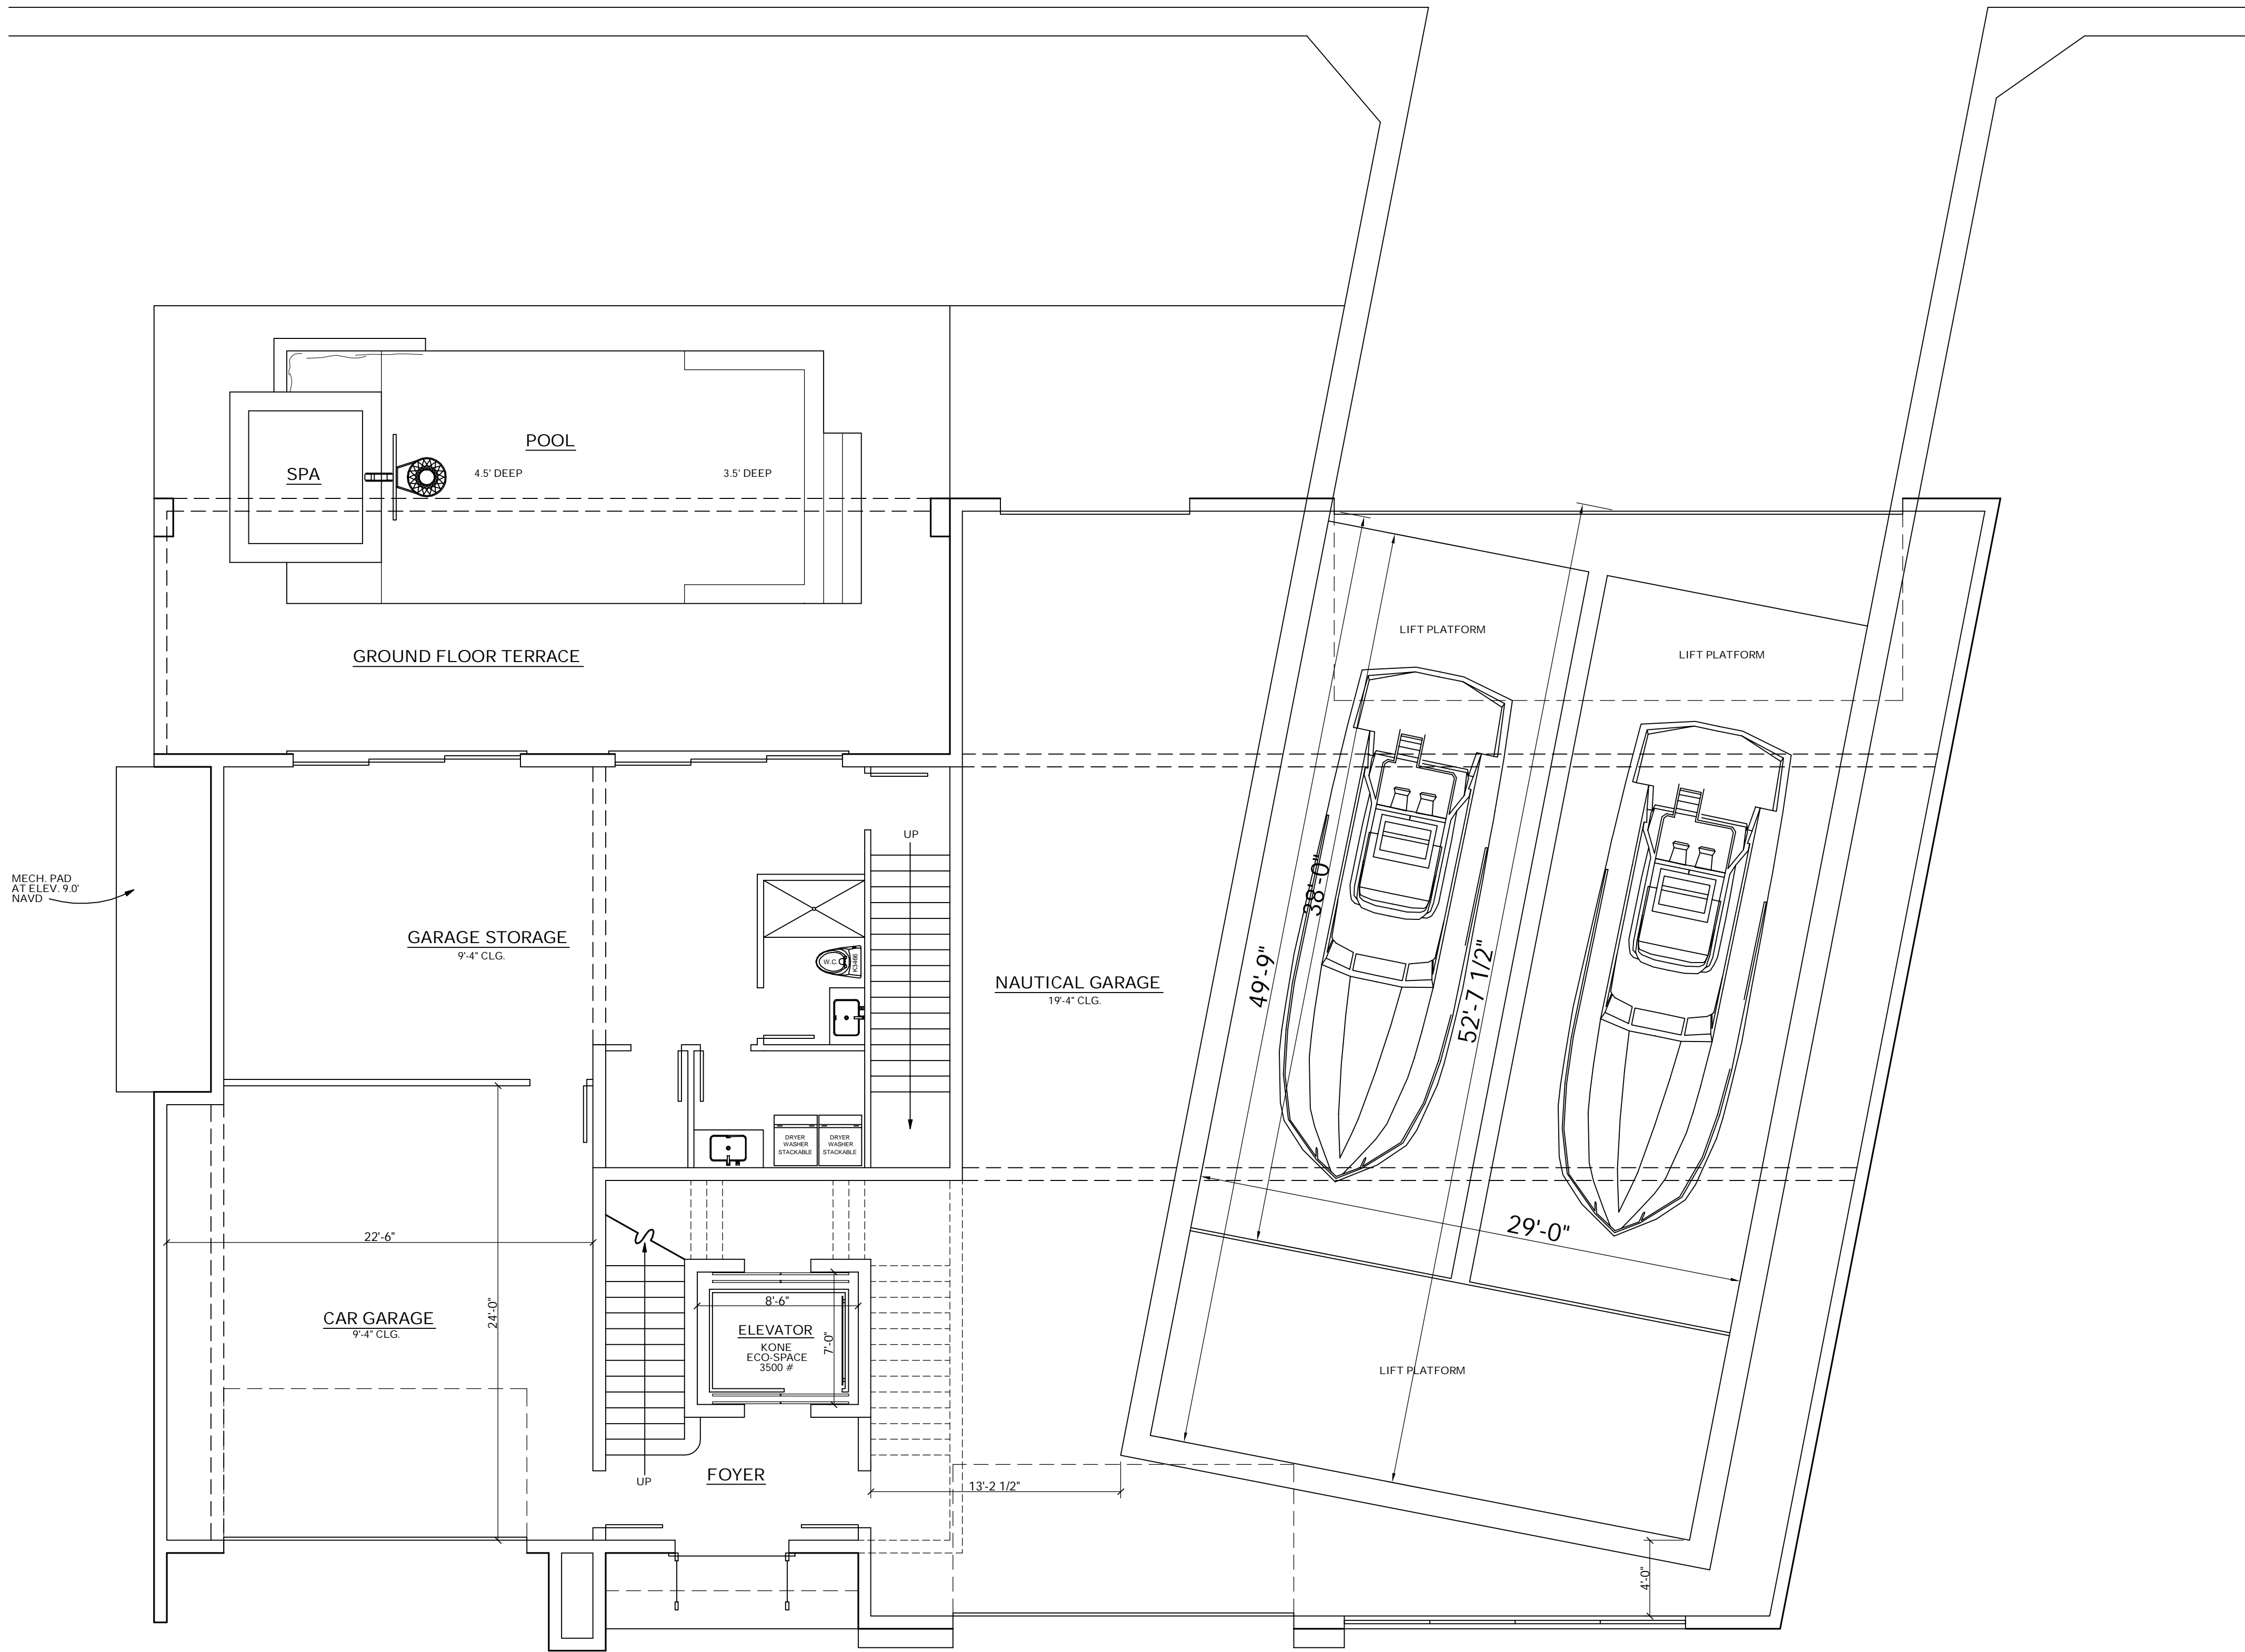 POOL
SPA
4.5' DEEP
3.5' DEEP
LIFT PLATFORM
LIFT PLATFORM
GROUND FLOOR TERRACE
UP
MECH. PAD
AT ELEV. 9.0'
NAVD
38'-0"
GARAGE STORAGE
9'-4" CLG.
W.C.
K3466
49'-9"
52'-7 1/2"
NAUTICAL GARAGE
19'-4" CLG.
DRYER
WASHER
STACKABLE
DRYER
WASHER
STACKABLE
29'-0"
22'-6"
24'-0"
8'-6"
CAR GARAGE
9'-4" CLG.
ELEVATOR
KONE
ECO-SPACE
3500 #
7'-0"
LIFT PLATFORM
FOYER
UP
13'-2 1/2"
4'-0"